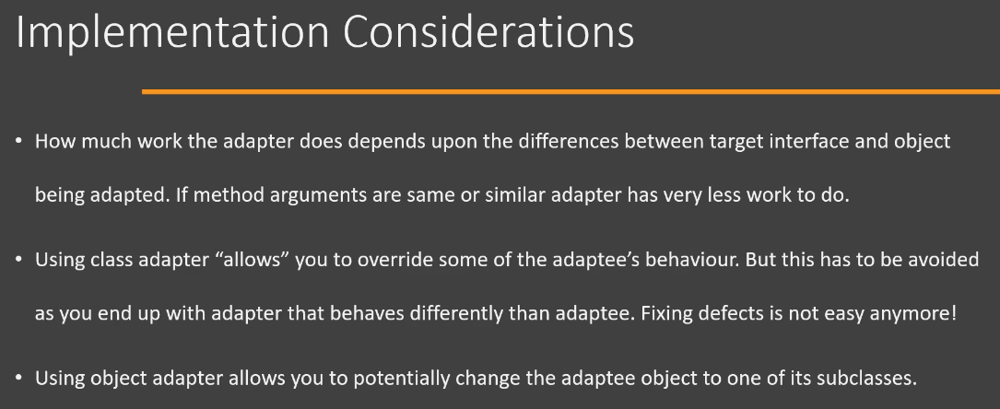 Implementation Considerations
• How much work the adapter does depends upon the differences between target interface and object
being adapted. If method arguments are same or similar adapter has very less work to do.
• Using class adapter “allows” you to override some of the adaptee’s behaviour. But this has to be avoided
as you end up with adapter that behaves differently than adaptee. Fixing defects is not easy anymore!
• Using object adapter allows you to potentially change the adaptee object to one of its subclasses.